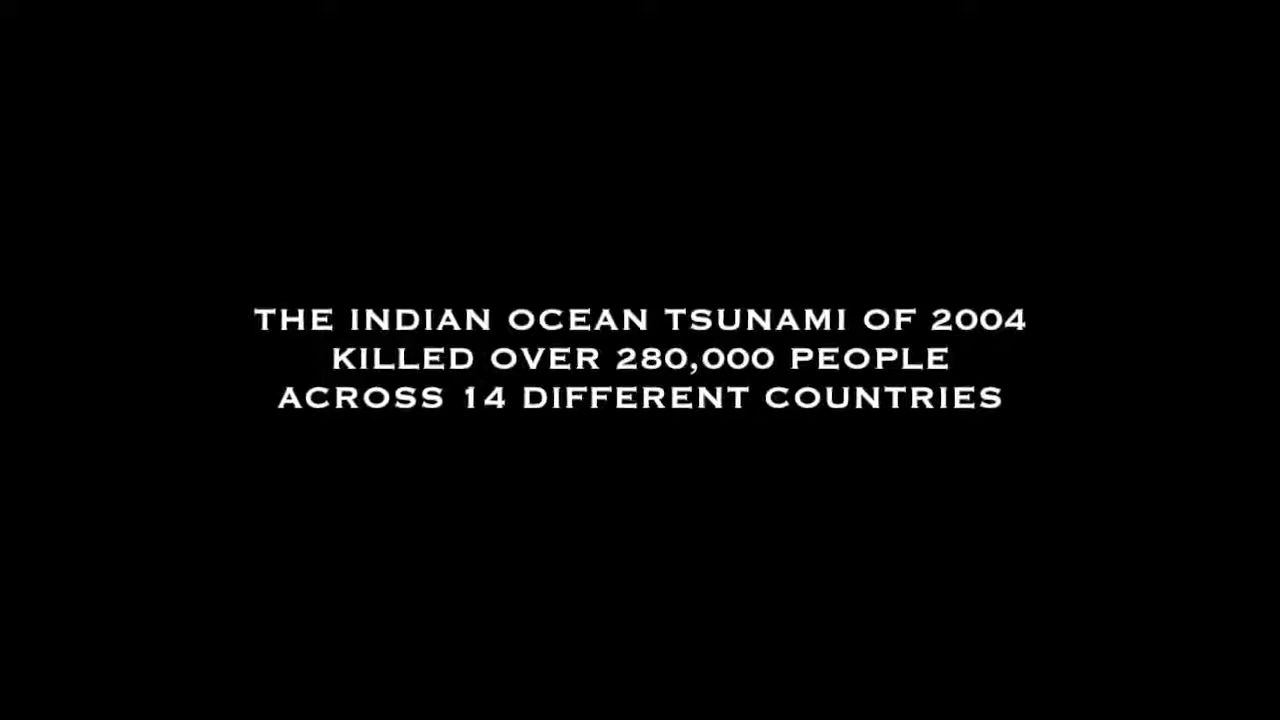 THE INDIAN OCEAN TSUNAMI OF 2004
KILLED OVER 280,000 PEOPLE
ACROSS 14 DIFFERENT COUNTRIES